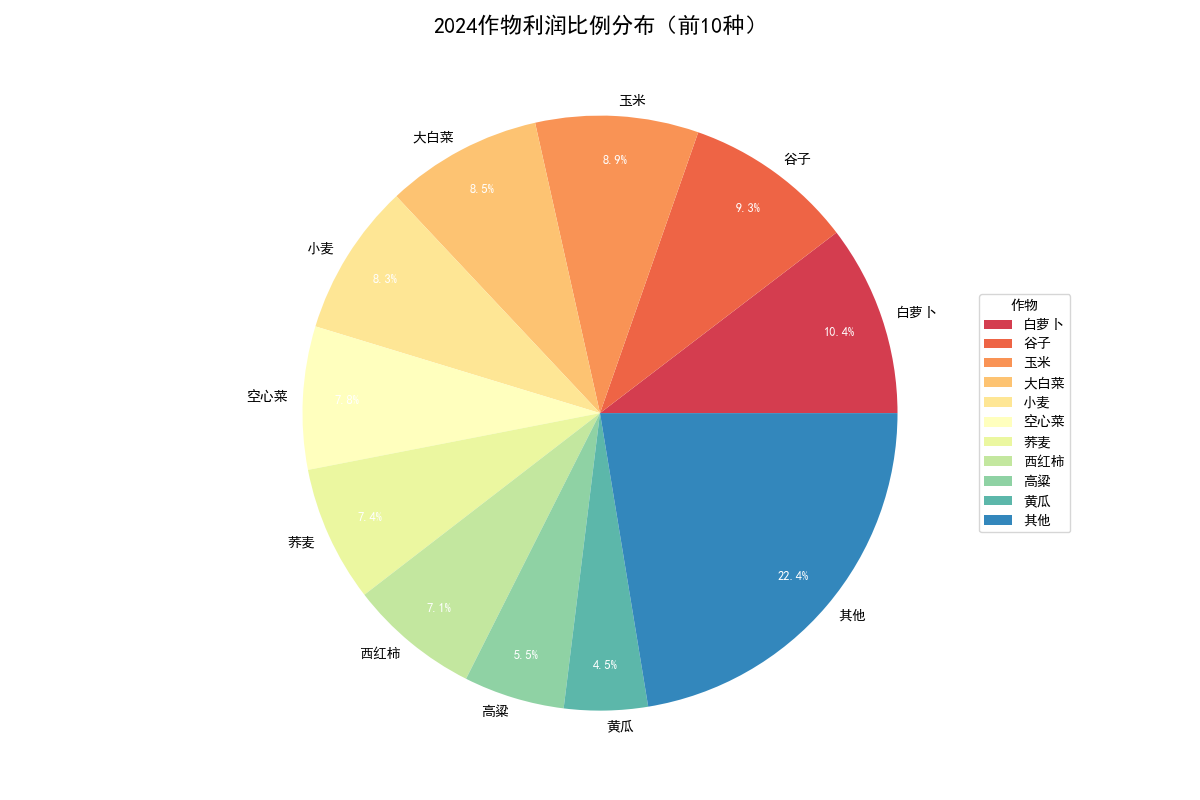 2024作物利润比例分布（前10种）
玉米
大白菜
谷子
8.9%
8.5%
9.3%
小麦
8.3%
白萝卜
10.4%
空心菜
荞麦
7.4%
西红柿
7.1%
高粱
5.5%
黄瓜
4.5%
其他
22.4%
作物
白萝卜
谷子
玉米
大白菜
小麦
空心菜
荞麦
西红柿
高粱
黄瓜
其他